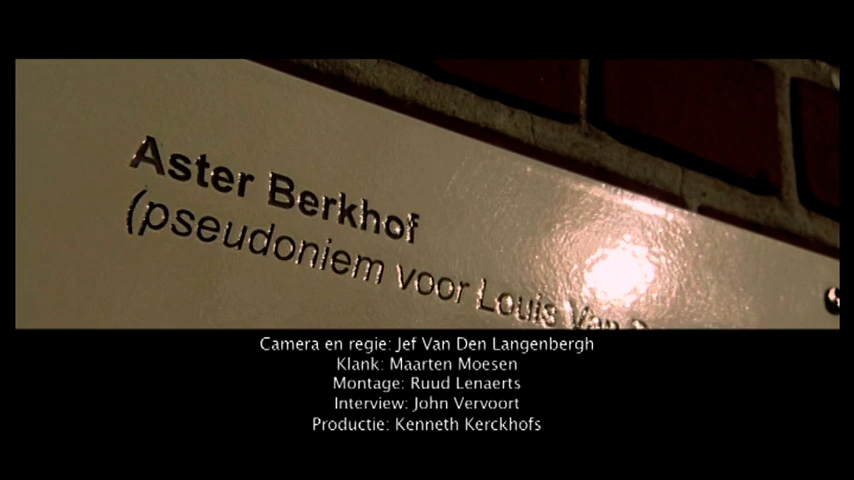 Aster Berkhof
(pseudoniem voor Louis Van
Camera en regie: Jef Van Den Langenbergh
Klank: Maarten Moesen
Montage: Ruud Lenaerts
Interview: John Vervoort
Productie: Kenneth Kerckhofs